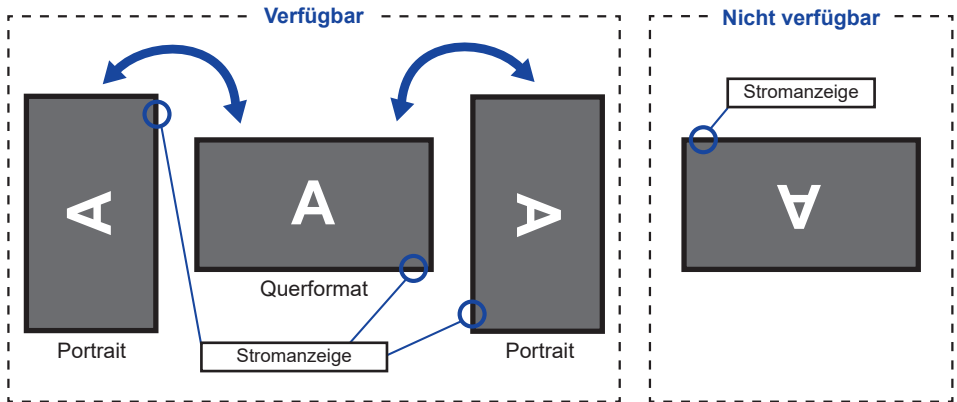 Verfügbar
Nicht verfügbar
Stromanzeige
A
A
A
A
Querformat
Portrait
Stromanzeige
Portrait